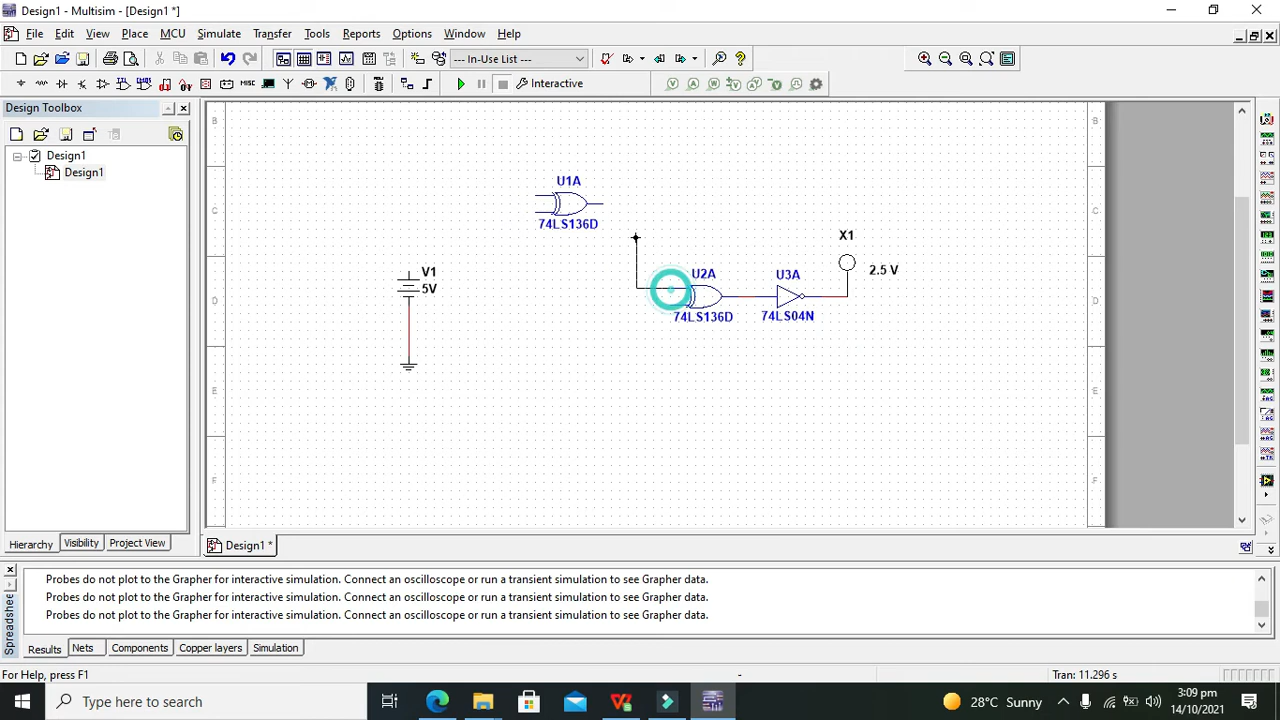 Design1 - Multisim - [Design1 *]
File Edit View Place MCU Simulate Transfer Tools Reports Options Window Help
--- In-Use List ---
MISC
Interactive
V A W
Design Toolbox
Design1
Design1
B B
C C
D D
E E
F F
U1A
74LS136D
X1
2.5 V
V1
5V
U2A
74LS136D
U3A
74LS04N
Hierarchy Visibility Project View
Design1 *
Probes do not plot to the Grapher for interactive simulation. Connect an oscilloscope or run a transient simulation to see Grapher data.
Probes do not plot to the Grapher for interactive simulation. Connect an oscilloscope or run a transient simulation to see Grapher data.
Probes do not plot to the Grapher for interactive simulation. Connect an oscilloscope or run a transient simulation to see Grapher data.
Spreadshee
Results Nets Components Copper layers Simulation
For Help, press F1
-
Tran: 11.296 s
Type here to search
28°C Sunny
3:09 pm
14/10/2021